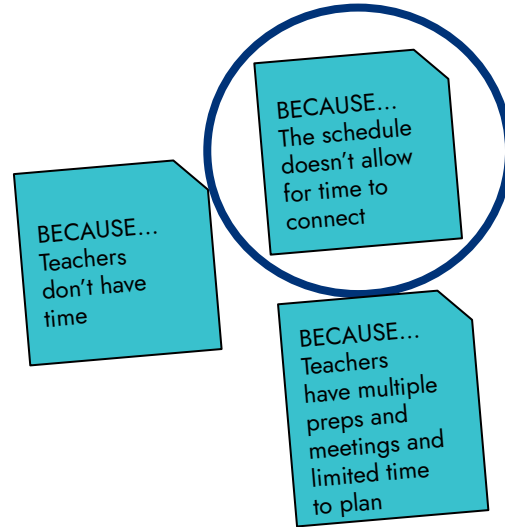 BECAUSE…
The schedule
doesn’t allow
for time to
connect
BECAUSE…
Teachers
don’t have
time
BECAUSE…
Teachers
have multiple
preps and
meetings and
limited time
to plan